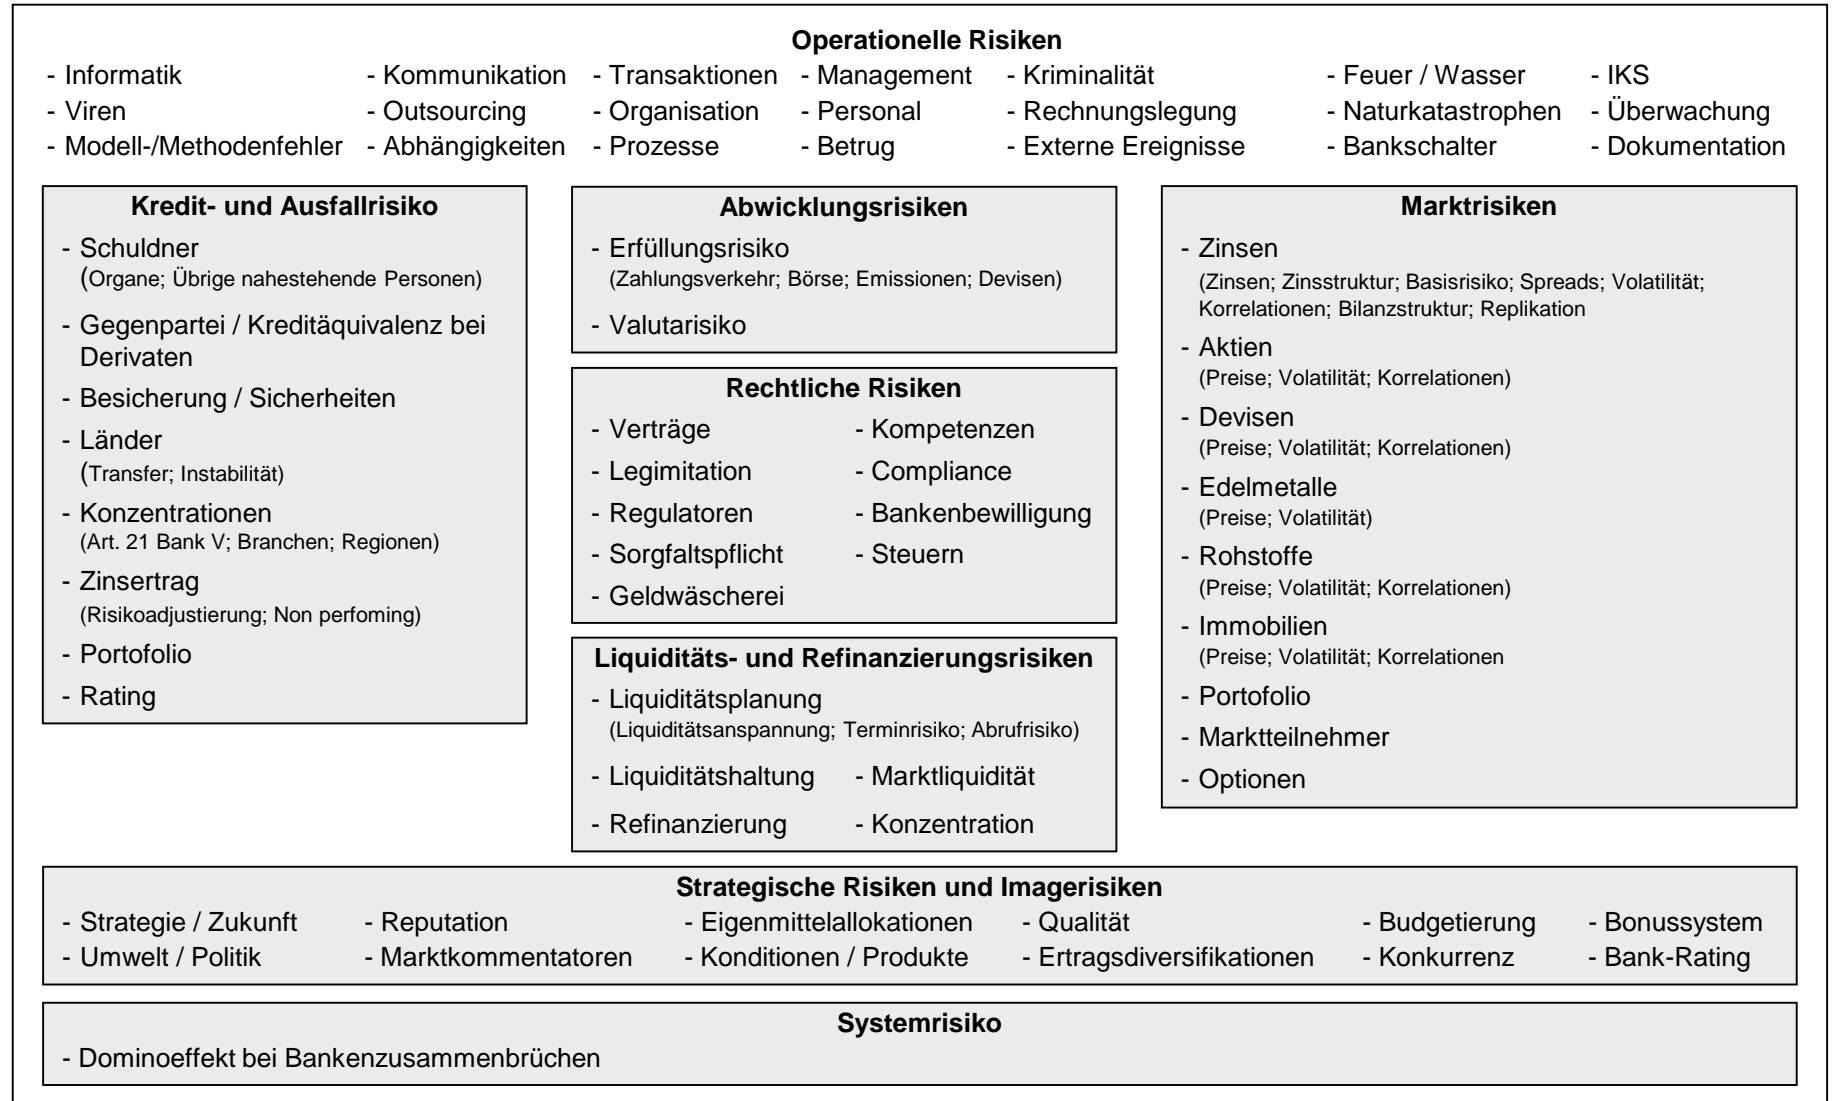 Operationelle Risiken
- Informatik - Kommunikation - Transaktionen - Management - Kriminalität - Feuer / Wasser - IKS
- Viren - Outsourcing - Organisation - Personal - Rechnungslegung - Naturkatastrophen - Überwachung
- Modell-/Methodenfehler - Abhängigkeiten - Prozesse - Betrug - Externe Ereignisse - Bankschalter - Dokumentation
Kredit- und Ausfallrisiko
- Schuldner
(Organe; Übrige nahestehende Personen)
- Gegenpartei / Kreditäquivalenz bei
Derivaten
- Besicherung / Sicherheiten
- Länder
(Transfer; Instabilität)
- Konzentrationen
(Art. 21 Bank V; Branchen; Regionen)
- Zinsertrag
(Risikoadjustierung; Non perfoming)
- Portofolio
- Rating
Abwicklungsrisiken
- Erfüllungsrisiko
(Zahlungsverkehr; Börse; Emissionen; Devisen)
- Valutarisiko
Rechtliche Risiken
- Verträge - Kompetenzen
- Legimitation - Compliance
- Regulatoren - Bankenbewilligung
- Sorgfaltspflicht - Steuern
- Geldwäscherei
Liquiditäts- und Refinanzierungsrisiken
- Liquiditätsplanung
(Liquiditätsanspannung; Terminrisiko; Abrufrisiko)
- Liquiditätshaltung - Marktliquidität
- Refinanzierung - Konzentration
Marktrisiken
- Zinsen
(Zinsen; Zinsstruktur; Basisrisiko; Spreads; Volatilität;
Korrelationen; Bilanzstruktur; Replikation
- Aktien
(Preise; Volatilität; Korrelationen)
- Devisen
(Preise; Volatilität; Korrelationen)
- Edelmetalle
(Preise; Volatilität)
- Rohstoffe
(Preise; Volatilität; Korrelationen)
- Immobilien
(Preise; Volatilität; Korrelationen
- Portofolio
- Marktteilnehmer
- Optionen
Strategische Risiken und Imagerisiken
- Strategie / Zukunft - Reputation - Eigenmittelallokationen - Qualität - Budgetierung - Bonussystem
- Umwelt / Politik - Marktkommentatoren - Konditionen / Produkte - Ertragsdiversifikationen - Konkurrenz - Bank-Rating
Systemrisiko
- Dominoeffekt bei Bankenzusammenbrüchen